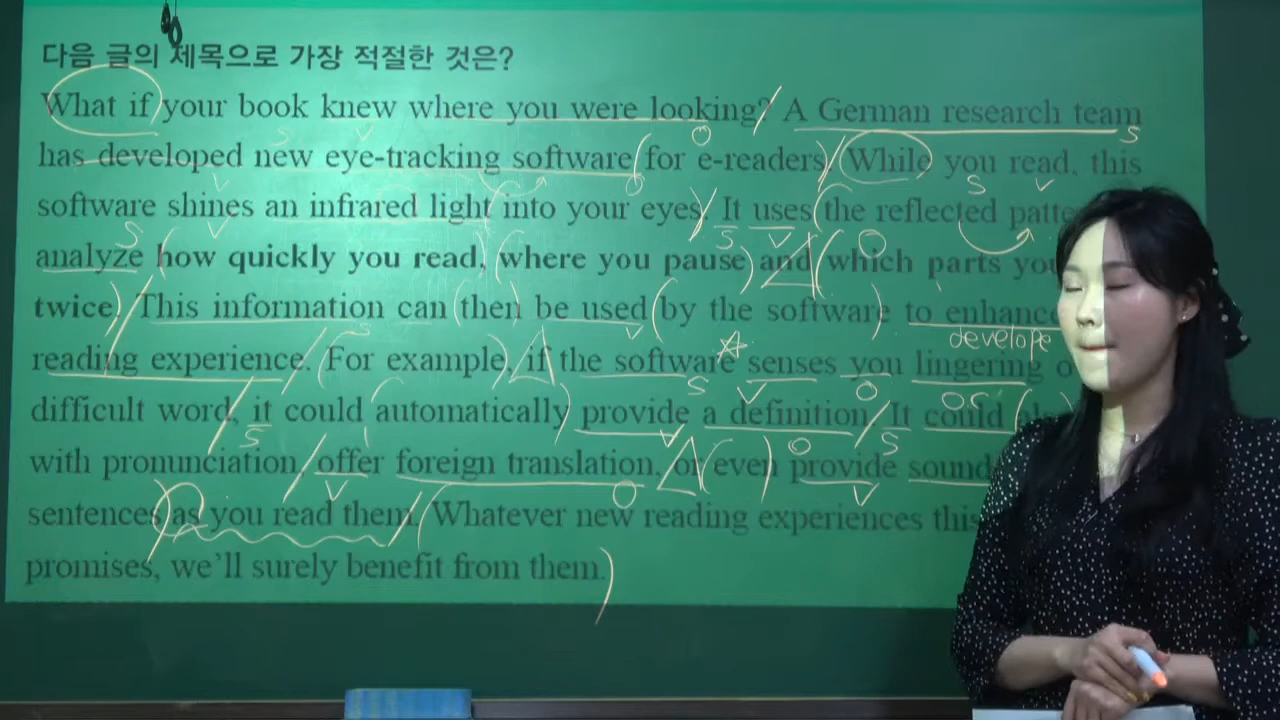 다음 글의 제목으로 가장 적절한 것은?
What if your book knew where you were looking? A German research team
has developed new eye-tracking software for e-readers. While you read, this
software shines an infrared light into your eyes. It uses the reflected
analyze how quickly you read, where you pause and which parts you
twice. This information can then be used by the software to enhance
develope
reading experience. For example, if the software senses you lingering
difficult word, it could automatically provide a definition. It could
with pronunciation, offer foreign translation, or even provide sound
sentences as you read them. Whatever new reading experiences this
promises, we'll surely benefit from them.